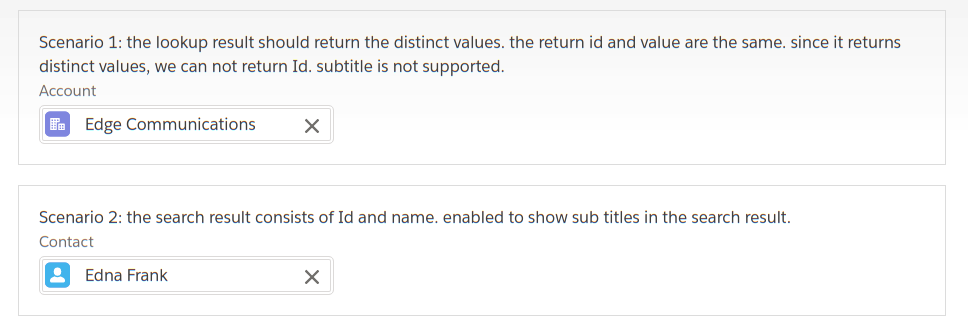 Scenario 1: the lookup result should return the distinct values. the return id and value are the same. since it returns
distinct values, we can not return Id. subtitle is not supported.
Account
Edge Communications
Scenario 2: the search result consists of Id and name. enabled to show sub titles in the search result.
Contact
Edna Frank